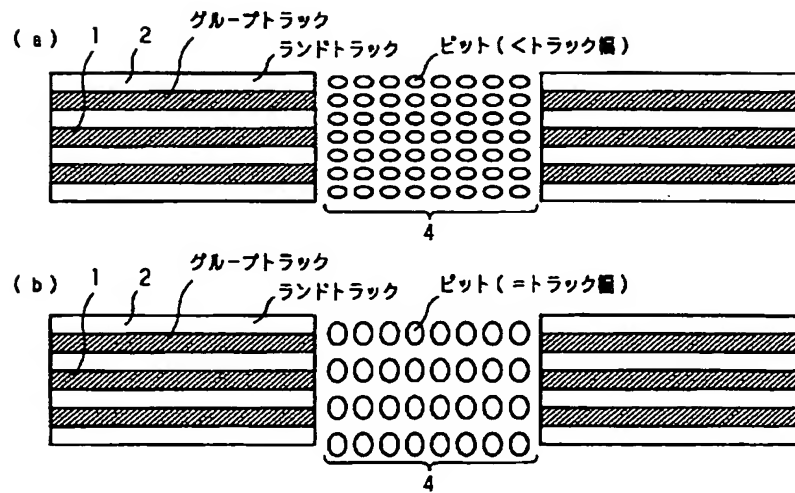 (a) 1 2 グルーブトラック
ランドトラック ピット(<トラック幅)
4
(b) 1 2 グルーブトラック
ランドトラック ピット(=トラック幅)
4